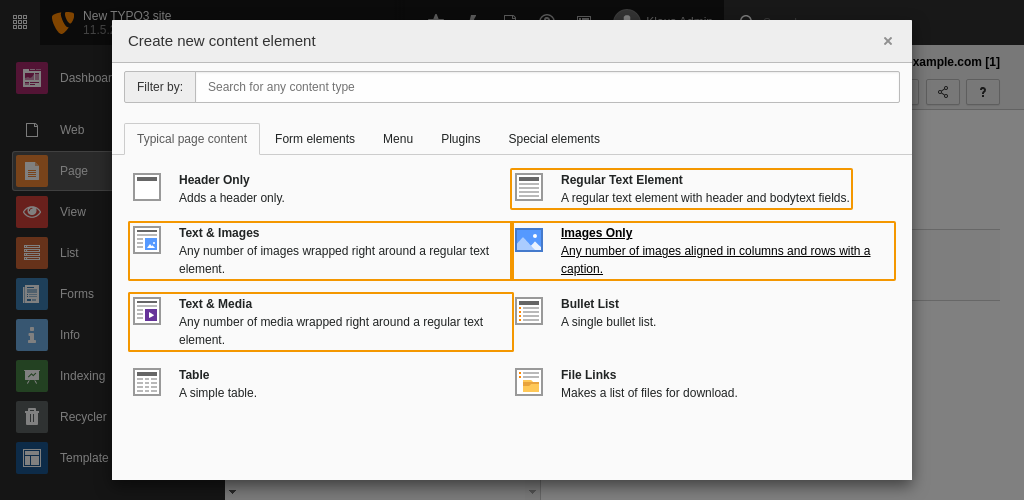 New TYPO3 site
11.5.
Klaus Admin
Create new content element
×
example.com [1]
Filter by:
Search for any content type
?
Typical page content
Form elements
Menu
Plugins
Special elements
Dashboar
Web
Page
View
List
Forms
Info
Indexing
Recycler
Template
Header Only
Adds a header only.
Regular Text Element
A regular text element with header and bodytext fields.
Text & Images
Any number of images wrapped right around a regular text
element.
Images Only
Any number of images aligned in columns and rows with a
caption.
Text & Media
Any number of media wrapped right around a regular text
element.
Bullet List
A single bullet list.
Table
A simple table.
File Links
Makes a list of files for download.